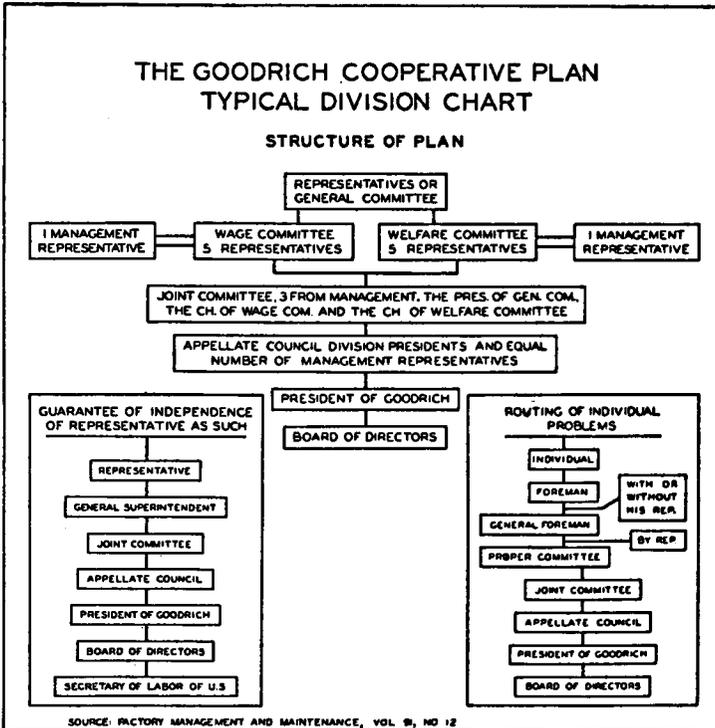 THE GOODRICH COOPERATIVE PLAN
TYPICAL DIVISION CHART
STRUCTURE OF PLAN
REPRESENTATIVES OR
GENERAL COMMITTEE
1 MANAGEMENT
REPRESENTATIVE
WAGE COMMITTEE
5 REPRESENTATIVES
WELFARE COMMITTEE
5 REPRESENTATIVES
1 MANAGEMENT
REPRESENTATIVE
JOINT COMMITTEE, 3 FROM MANAGEMENT, THE PRES. OF GEN. COM.,
THE CH. OF WAGE COM. AND THE CH OF WELFARE COMMITTEE
APPELLATE COUNCIL DIVISION PRESIDENTS AND EQUAL
NUMBER OF MANAGEMENT REPRESENTATIVES
PRESIDENT OF GOODRICH
BOARD OF DIRECTORS
GUARANTEE OF INDEPENDENCE
OF REPRESENTATIVE AS SUCH
REPRESENTATIVE
GENERAL SUPERINTENDENT
JOINT COMMITTEE
APPELLATE COUNCIL
PRESIDENT OF GOODRICH
BOARD OF DIRECTORS
SECRETARY OF LABOR OF U.S
ROUTING OF INDIVIDUAL
PROBLEMS
INDIVIDUAL
FOREMAN
WITH OR
WITHOUT
HIS REP.
GENERAL FOREMAN
BY REP
PROPER COMMITTEE
JOINT COMMITTEE
APPELLATE COUNCIL
PRESIDENT OF GOODRICH
BOARD OF DIRECTORS
SOURCE: FACTORY MANAGEMENT AND MAINTENANCE, VOL 91, NO 12